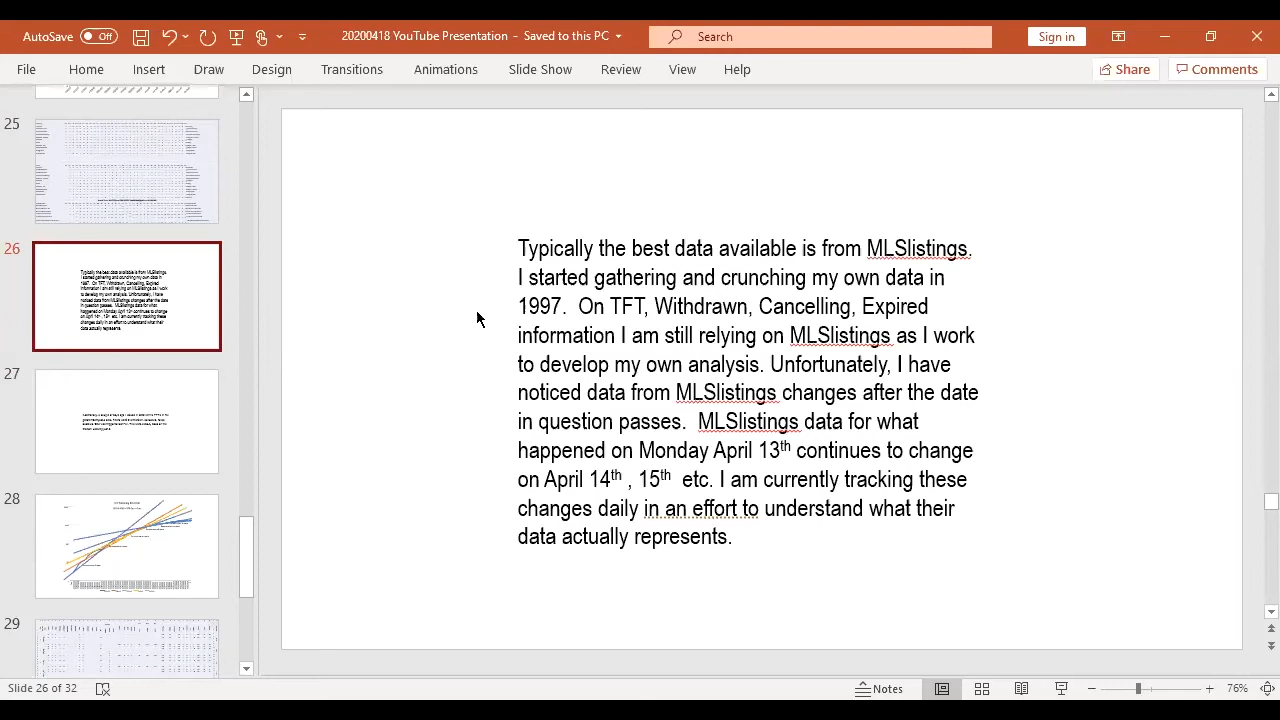 AutoSave Off
20200418 YouTube Presentation - Saved to this PC
Search
Sign in
File Home Insert Draw Design Transitions Animations Slide Show Review View Help
Share Comments
25
26
27
28
29
Typically the best data available is from MLSlistings.
I started gathering and crunching my own data in
1997. On TFT, Withdrawn, Cancelling, Expired
information I am still relying on MLSlistings as I work
to develop my own analysis. Unfortunately, I have
noticed data from MLSlistings changes after the date
in question passes. MLSlistings data for what
happened on Monday April 13th continues to change
on April 14th , 15th etc. I am currently tracking these
changes daily in an effort to understand what their
data actually represents.
Slide 26 of 32
Notes
76%